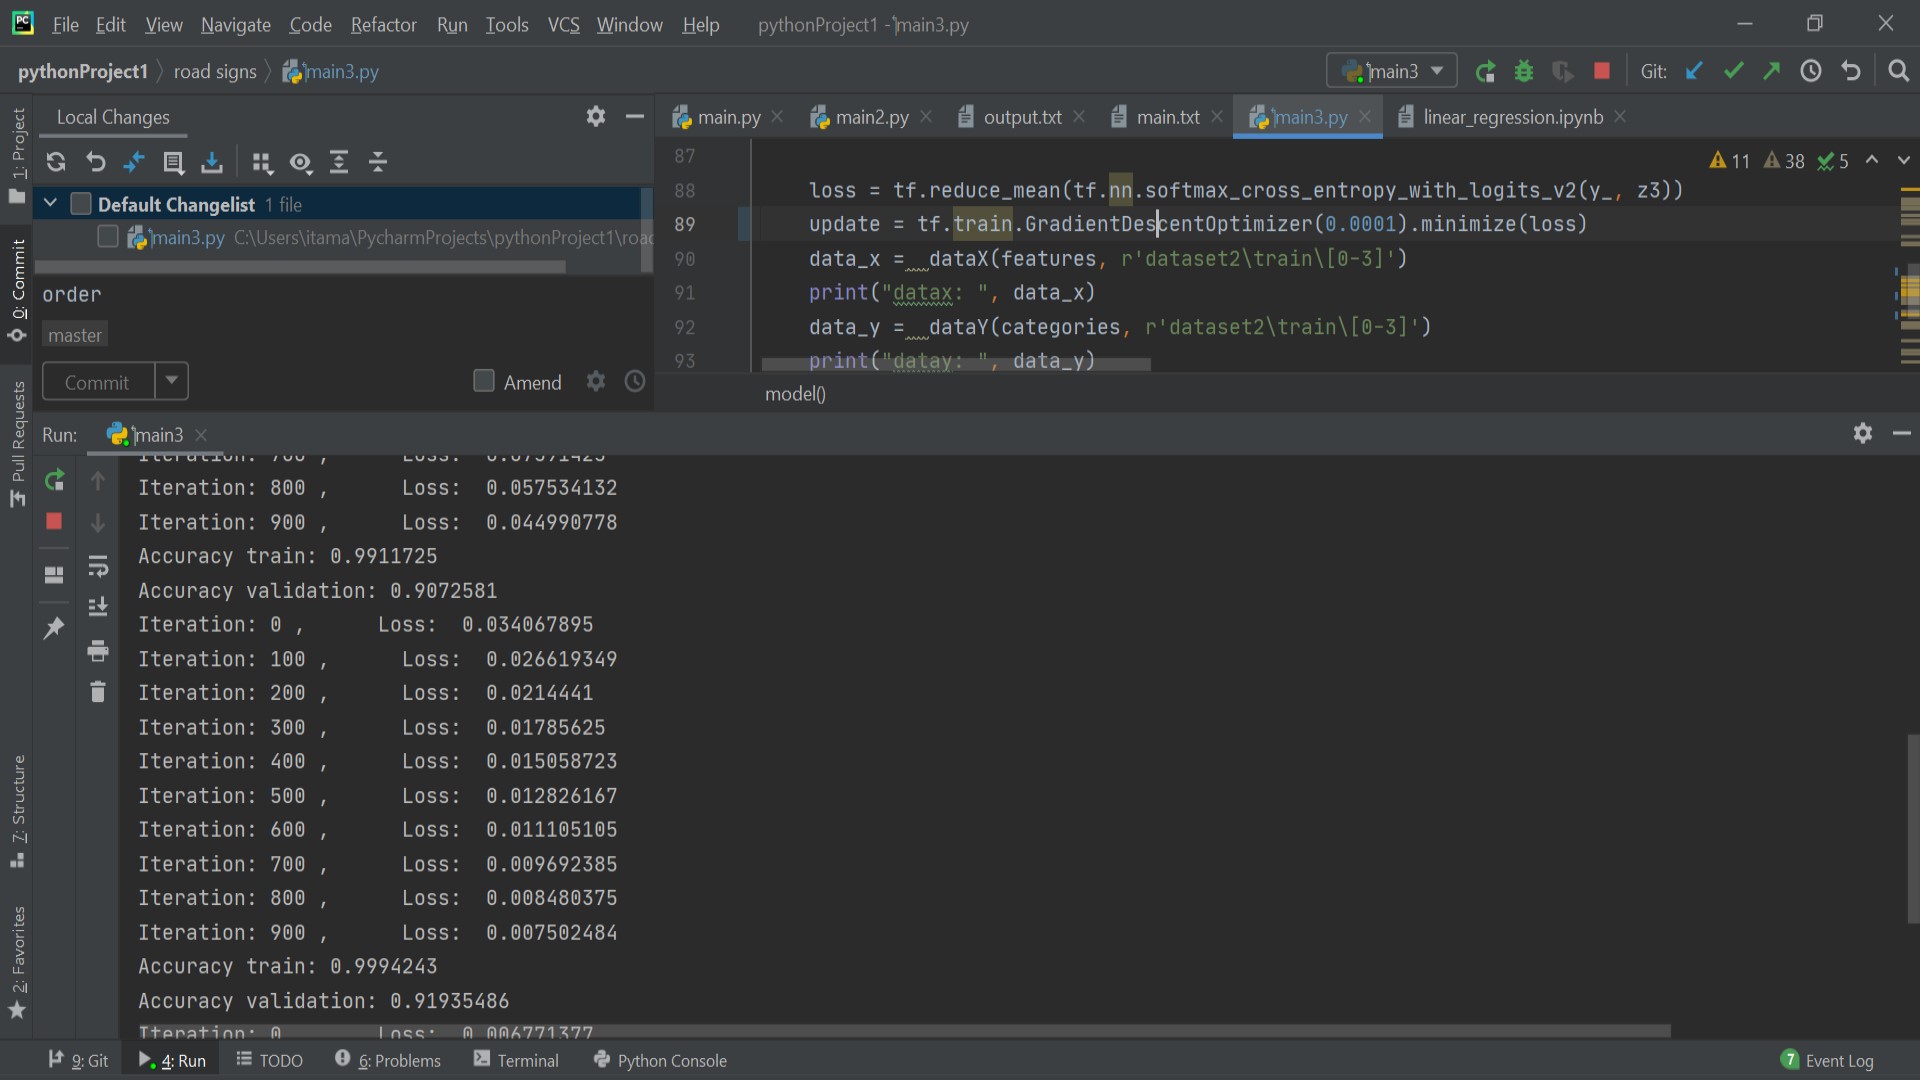 PC File Edit View Navigate Code Refactor Run Tools VCS Window Help pythonProject1 - main3.py
pythonProject1 road signs main3.py main3 Git:
Local Changes
main.py main2.py output.txt main.txt main3.py linear_regression.ipynb
1: Project
0: Commit
Pull Requests
7: Structure
2: Favorites
Default Changelist 1 file
main3.py C:\Users\itama\PycharmProjects\pythonProject1\road
order
master
Commit Amend
11 38 5
87
88 loss = tf.reduce_mean(tf.nn.softmax_cross_entropy_with_logits_v2(y_, z3))
89 update = tf.train.GradientDescentOptimizer(0.0001).minimize(loss)
90 data_x = __dataX(features, r'dataset2\train\[0-3]')
91 print("datax: ", data_x)
92 data_y = __dataY(categories, r'dataset2\train\[0-3]')
93 print("datay: ", data_y)
model()
Run: main3
Iteration: 700 , Loss: 0.07591425
Iteration: 800 , Loss: 0.057534132
Iteration: 900 , Loss: 0.044990778
Accuracy train: 0.9911725
Accuracy validation: 0.9072581
Iteration: 0 , Loss: 0.034067895
Iteration: 100 , Loss: 0.026619349
Iteration: 200 , Loss: 0.0214441
Iteration: 300 , Loss: 0.01785625
Iteration: 400 , Loss: 0.015058723
Iteration: 500 , Loss: 0.012826167
Iteration: 600 , Loss: 0.011105105
Iteration: 700 , Loss: 0.009692385
Iteration: 800 , Loss: 0.008480375
Iteration: 900 , Loss: 0.007502484
Accuracy train: 0.9994243
Accuracy validation: 0.91935486
Iteration: 0 Loss: 0.006771377
9: Git 4: Run TODO 6: Problems Terminal Python Console 7 Event Log